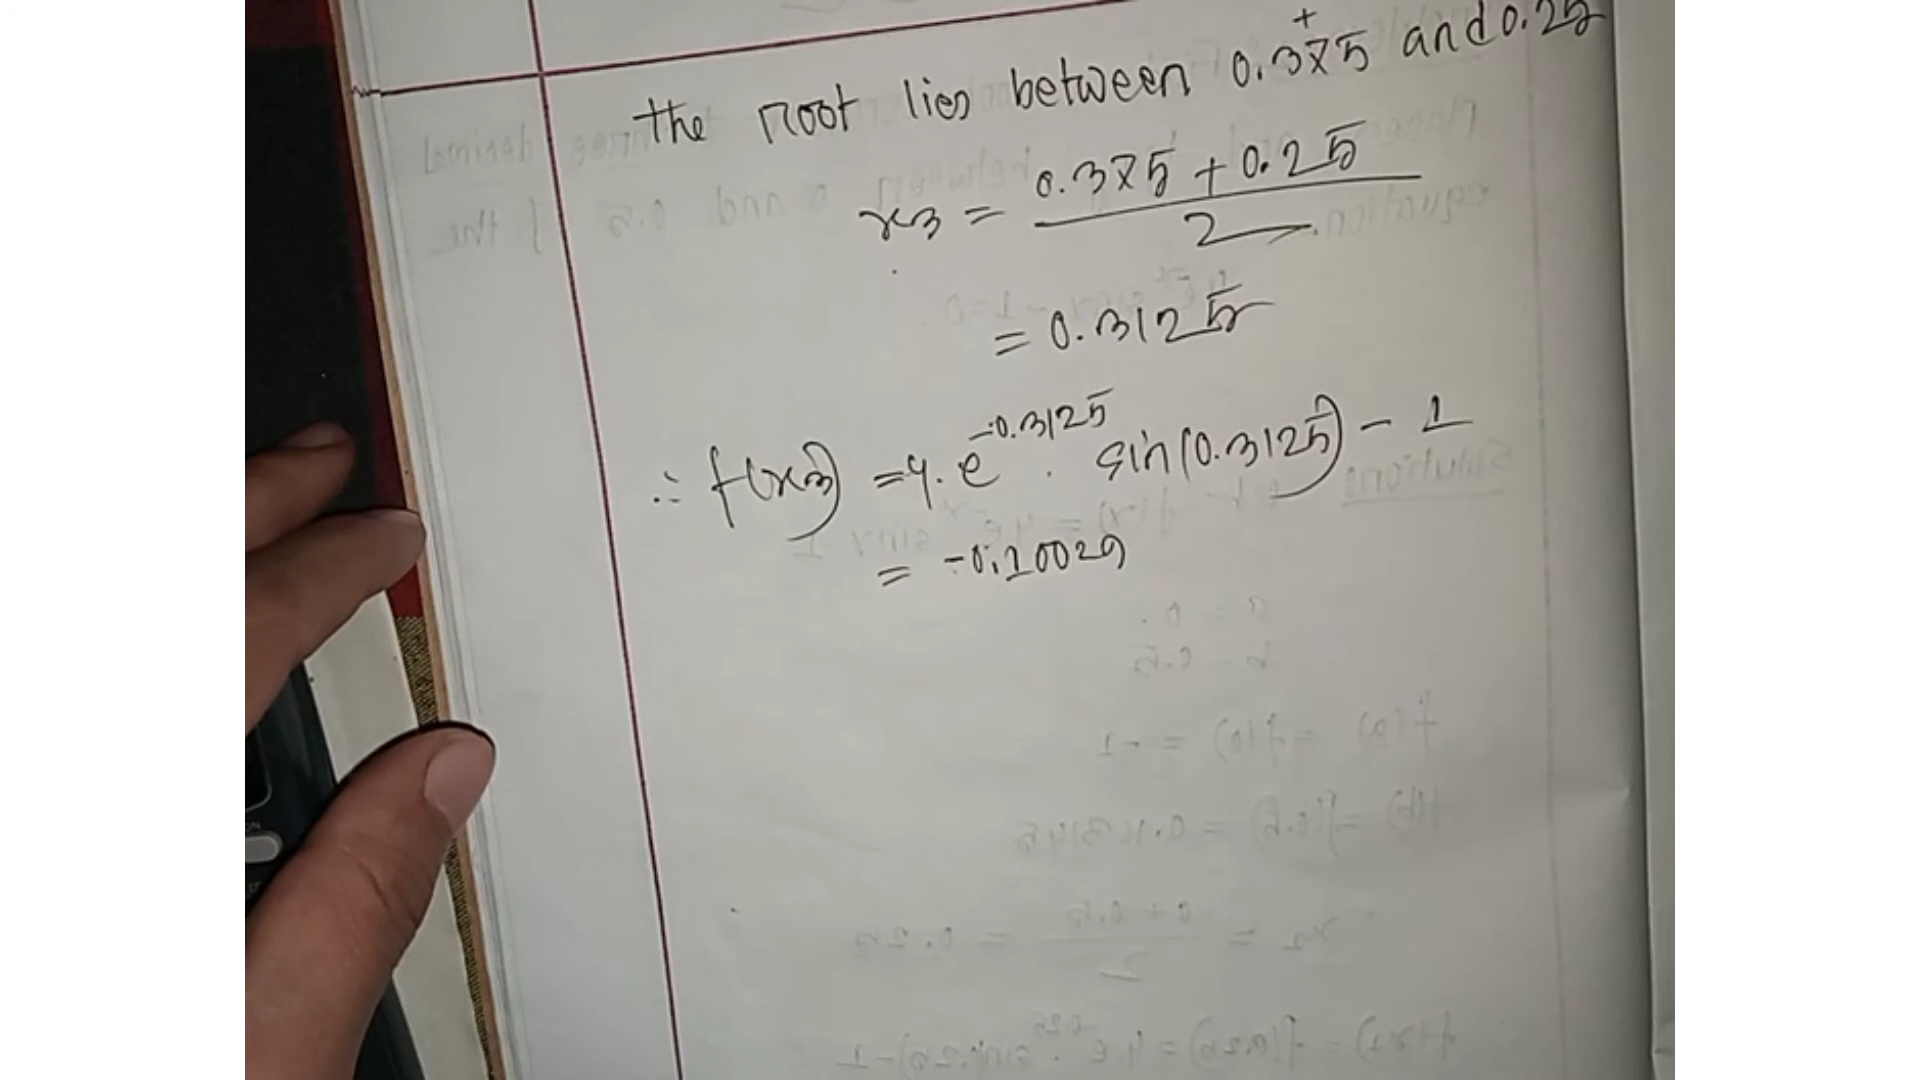 +
the root lies between 0.375 and 0.25
x3 = 0.375 + 0.25 / 2
= 0.3125
∴ f(x3) = 4.e^-0.3125 . sin(0.3125) - 1
= -0.10029